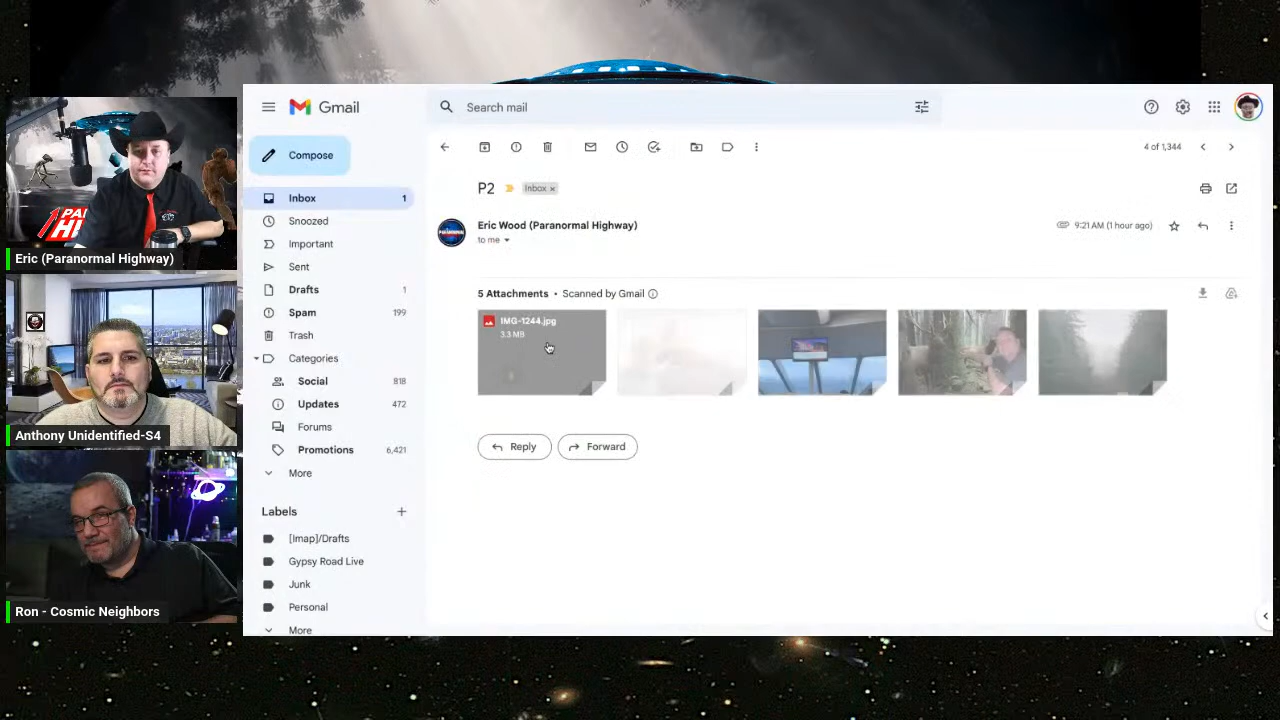 Gmail
Search mail
Compose
4 of 1,344
Inbox 1
P2
Inbox ×
Snoozed
Eric Wood (Paranormal Highway)
9:21 AM (1 hour ago)
to me
Important
Sent
Drafts 1
5 Attachments • Scanned by Gmail
Spam 199
IMG-1244.jpg
3.3 MB
Trash
Categories
Social 818
Updates 472
Forums
Promotions 6,421
Reply
Forward
More
Labels
[Imap]/Drafts
Gypsy Road Live
Junk
Personal
More
Eric (Paranormal Highway)
Anthony Unidentified-S4
Ron - Cosmic Neighbors